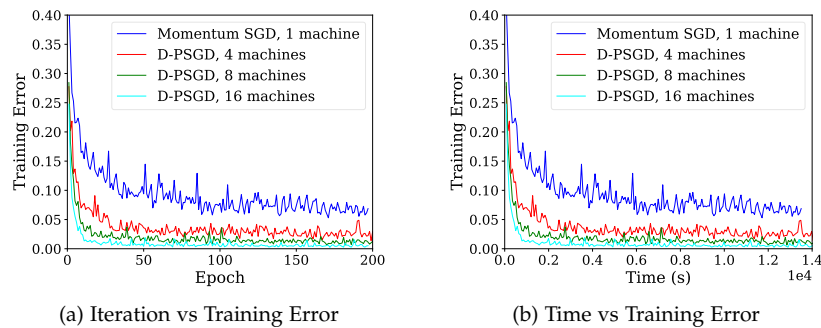 0.40
0.35
0.30
0.25
0.20
0.15
0.10
0.05
0.00
Training Error
Momentum SGD, 1 machine
D-PSGD, 4 machines
D-PSGD, 8 machines
D-PSGD, 16 machines
0 50 100 150 200
Epoch
(a) Iteration vs Training Error
0.40
0.35
0.30
0.25
0.20
0.15
0.10
0.05
0.00
Training Error
Momentum SGD, 1 machine
D-PSGD, 4 machines
D-PSGD, 8 machines
D-PSGD, 16 machines
0.0 0.2 0.4 0.6 0.8 1.0 1.2 1.4
1e4
Time (s)
(b) Time vs Training Error